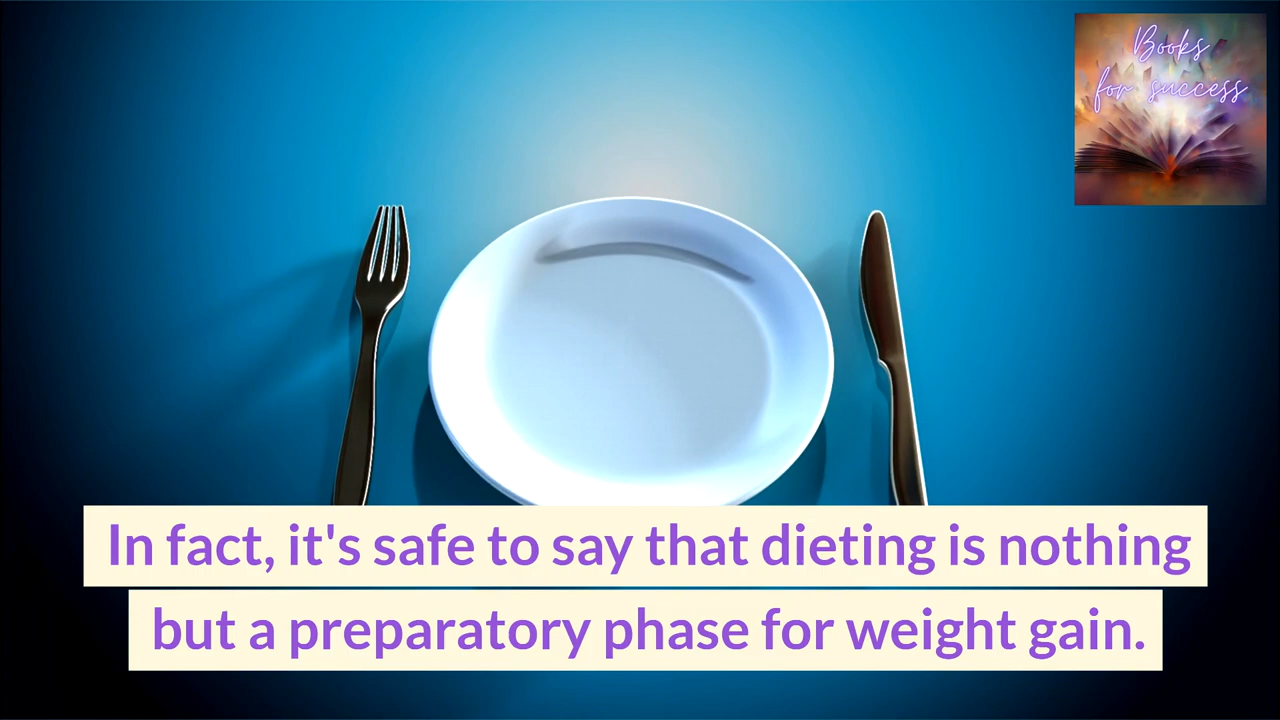 Books
for success
In fact, it's safe to say that dieting is nothing
but a preparatory phase for weight gain.